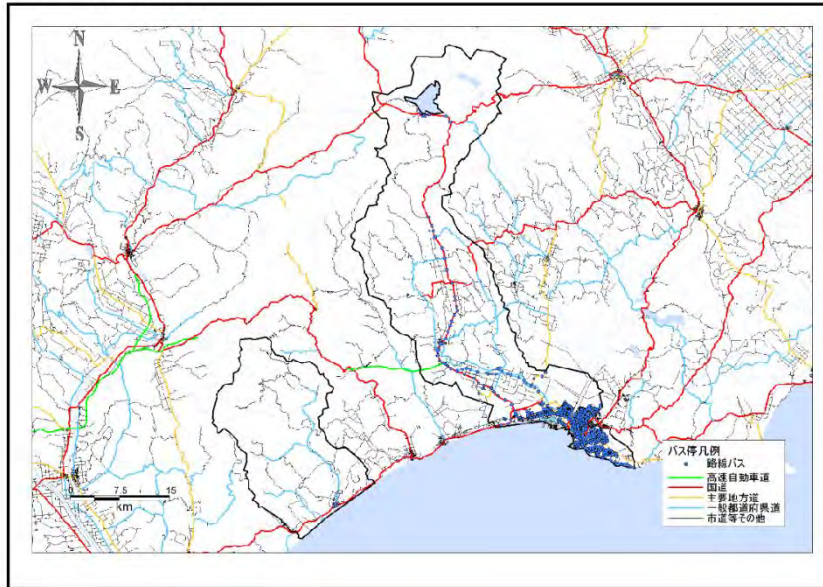 N
W E
S
0 7.5 15
km
バス停凡例
路線バス
高速自動車道
国道
主要地方道
一般都道府県道
市道等その他